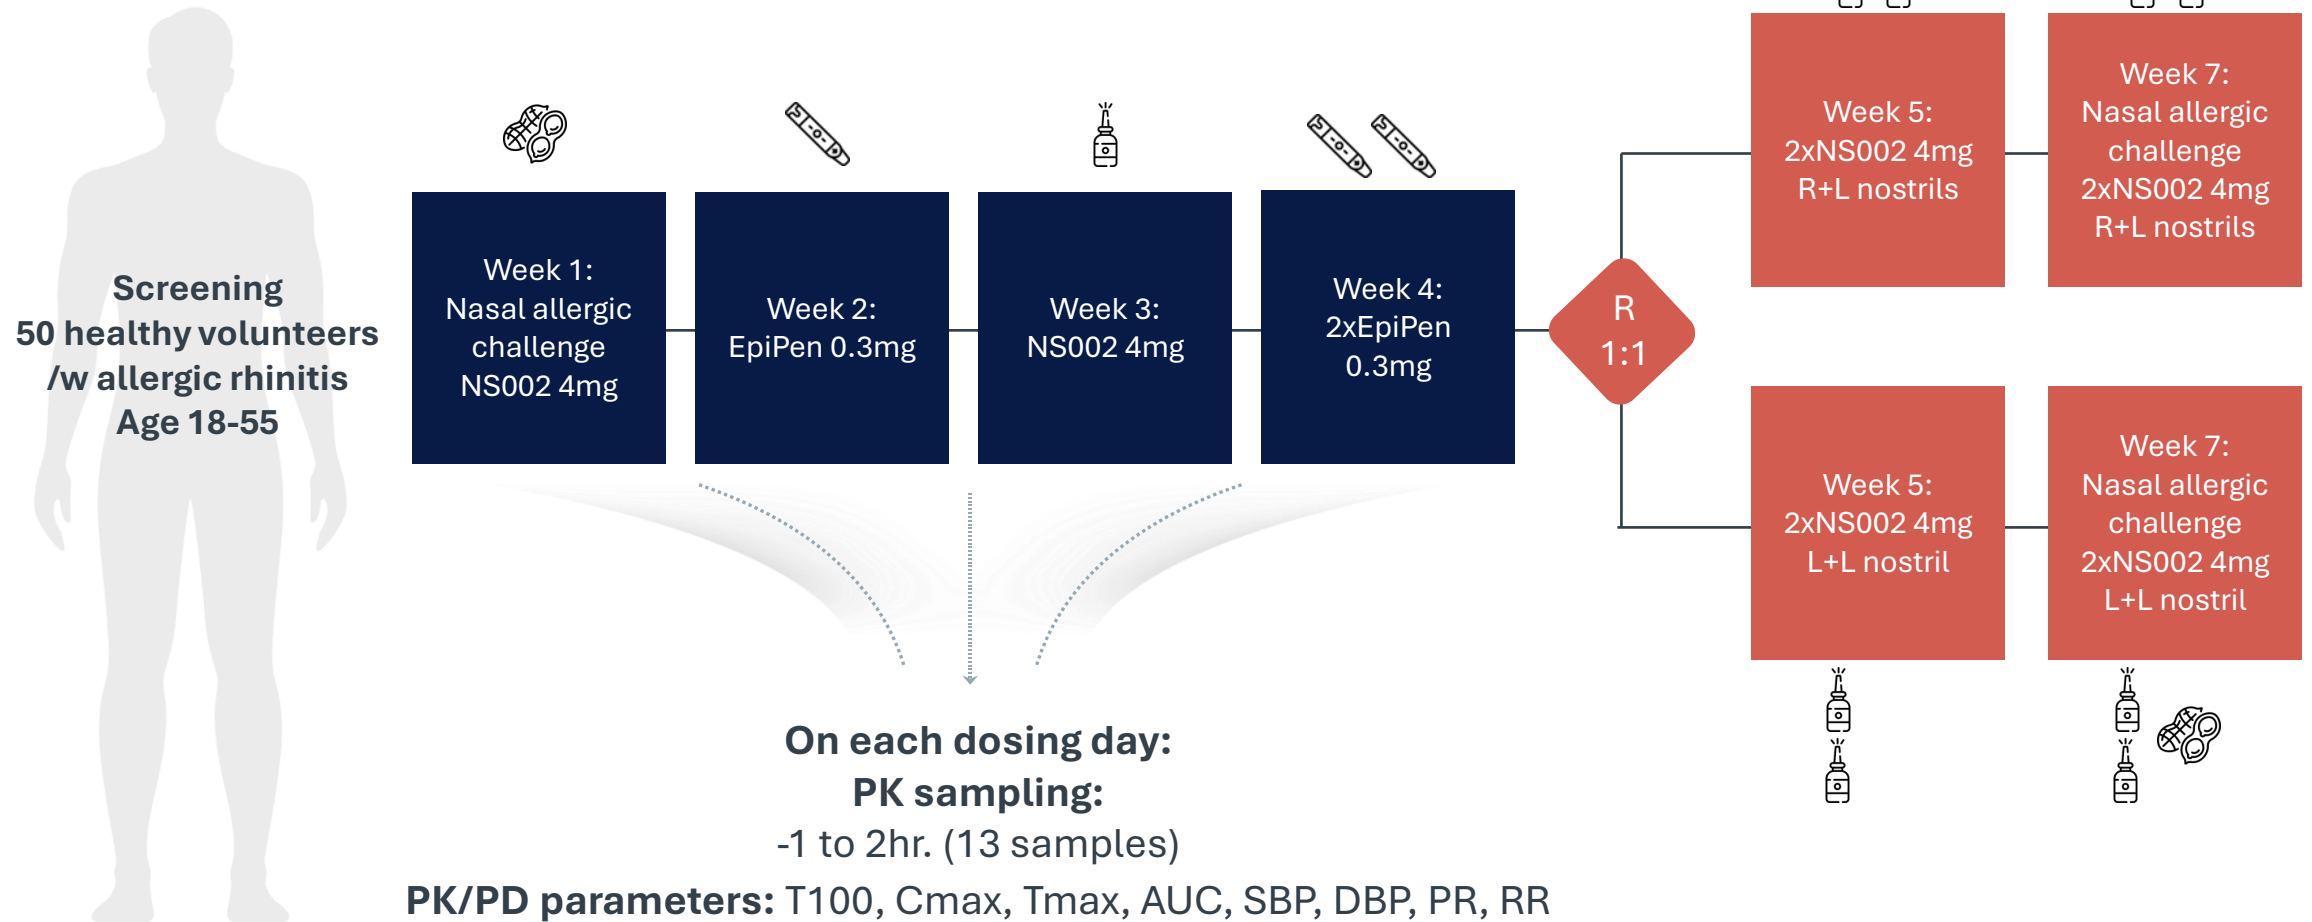 Screening
50 healthy volunteers
/w allergic rhinitis
Age 18-55
Week 1:
Nasal allergic
challenge
NS002 4mg
Week 2:
EpiPen 0.3mg
Week 3:
NS002 4mg
Week 4:
2xEpiPen
0.3mg
R
1:1
Week 5:
2xNS002 4mg
R+L nostrils
Week 7:
Nasal allergic
challenge
2xNS002 4mg
R+L nostrils
Week 5:
2xNS002 4mg
L+L nostril
Week 7:
Nasal allergic
challenge
2xNS002 4mg
L+L nostril
On each dosing day:
PK sampling:
-1 to 2hr. (13 samples)
PK/PD parameters: T100, Cmax, Tmax, AUC, SBP, DBP, PR, RR